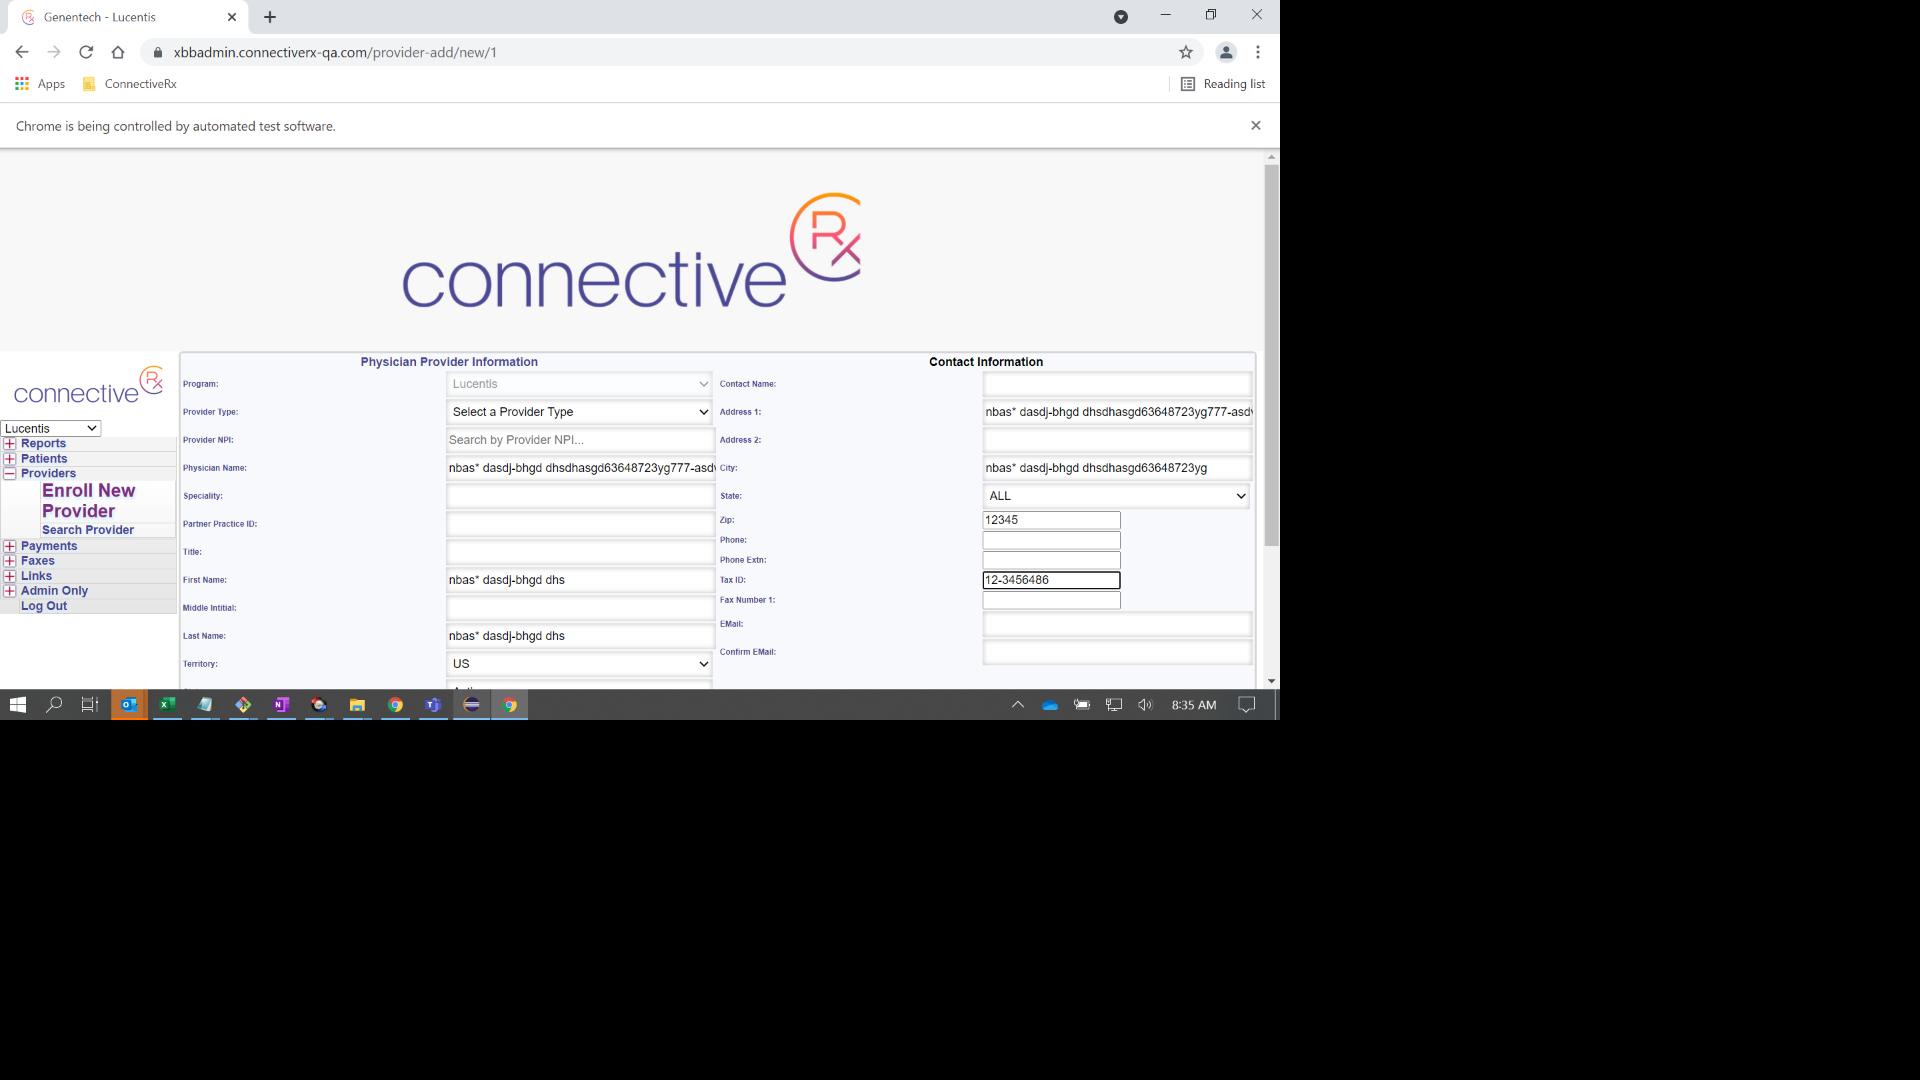 Genentech - Lucentis
xbbadmin.connectiverx-qa.com/provider-add/new/1
Apps
ConnectiveRx
Reading list
Chrome is being controlled by automated test software.
connective Rx
connective Rx
Lucentis
Reports
Patients
Providers
Enroll New
Provider
Search Provider
Payments
Faxes
Links
Admin Only
Log Out
Physician Provider Information
Program: Lucentis
Provider Type: Select a Provider Type
Provider NPI: Search by Provider NPI...
Physician Name: nbas* dasdj-bhgd dhsdhasgd63648723yg777-asd
Speciality:
Partner Practice ID:
Title:
First Name: nbas* dasdj-bhgd dhs
Middle Intitial:
Last Name: nbas* dasdj-bhgd dhs
Territory: US
Contact Information
Contact Name:
Address 1: nbas* dasdj-bhgd dhsdhasgd63648723yg777-asd
Address 2:
City: nbas* dasdj-bhgd dhsdhasgd63648723yg
State: ALL
Zip: 12345
Phone:
Phone Extn:
Tax ID: 12-3456486
Fax Number 1:
EMail:
Confirm EMail:
8:35 AM